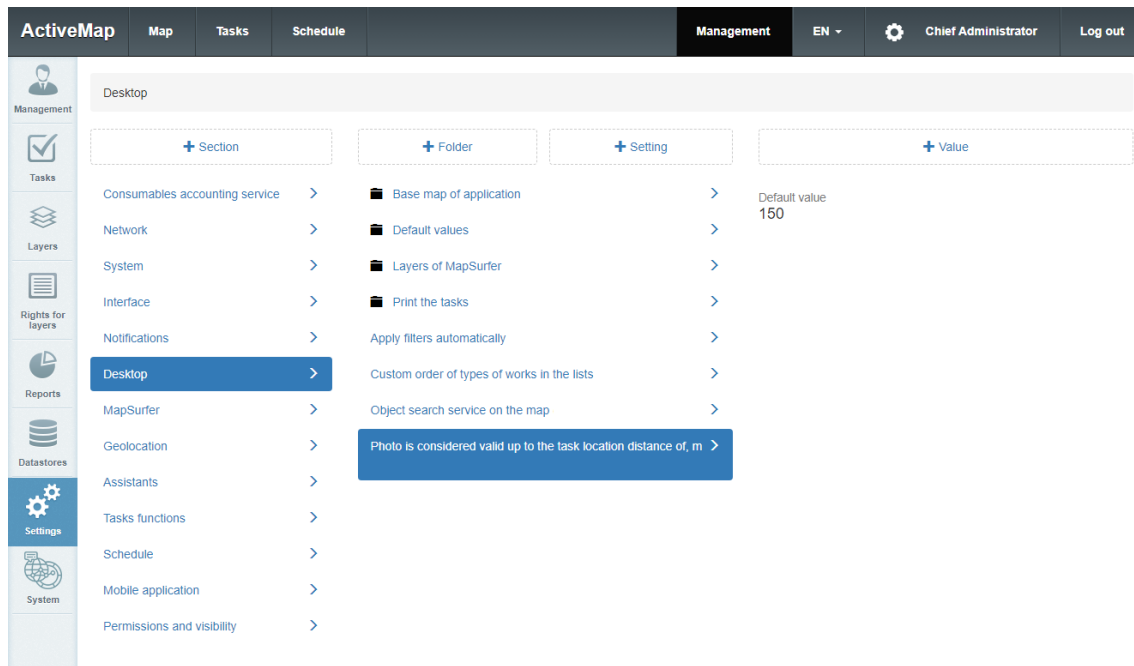 ActiveMap Map Tasks Schedule Management EN Chief Administrator Log out
Management
Tasks
Layers
Rights for
layers
Reports
Datastores
Settings
System
Desktop
+ Section
Consumables accounting service
Network
System
Interface
Notifications
Desktop
MapSurfer
Geolocation
Assistants
Tasks functions
Schedule
Mobile application
Permissions and visibility
+ Folder
+ Setting
Base map of application
Default values
Layers of MapSurfer
Print the tasks
Apply filters automatically
Custom order of types of works in the lists
Object search service on the map
Photo is considered valid up to the task location distance of, m
+ Value
Default value
150